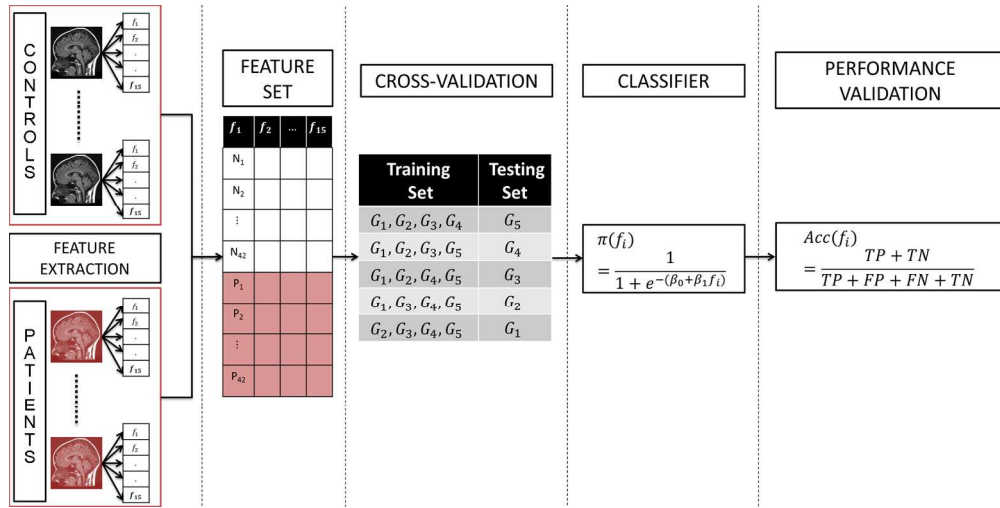 CONTROLS
f₁
f₂
.
.
f₁₅
f₁
f₂
.
.
f₁₅
FEATURE
EXTRACTION
PATIENTS
f₁
f₂
.
.
f₁₅
f₁
.
.
f₁₅
FEATURE
SET
f₁ f₂ ... f₁₅
N₁
N₂
⋮
N₄₂
P₁
P₂
⋮
P₄₂
CROSS-VALIDATION
Training Set Testing Set
G₁, G₂, G₃, G₄ G₅
G₁, G₂, G₃, G₅ G₄
G₁, G₂, G₄, G₅ G₃
G₁, G₃, G₄, G₅ G₂
G₂, G₃, G₄, G₅ G₁
CLASSIFIER
π(fᵢ)
= 1 / (1 + e^−(β₀+β₁fᵢ))
PERFORMANCE
VALIDATION
Acc(fᵢ)
= (TP + TN) / (TP + FP + FN + TN)